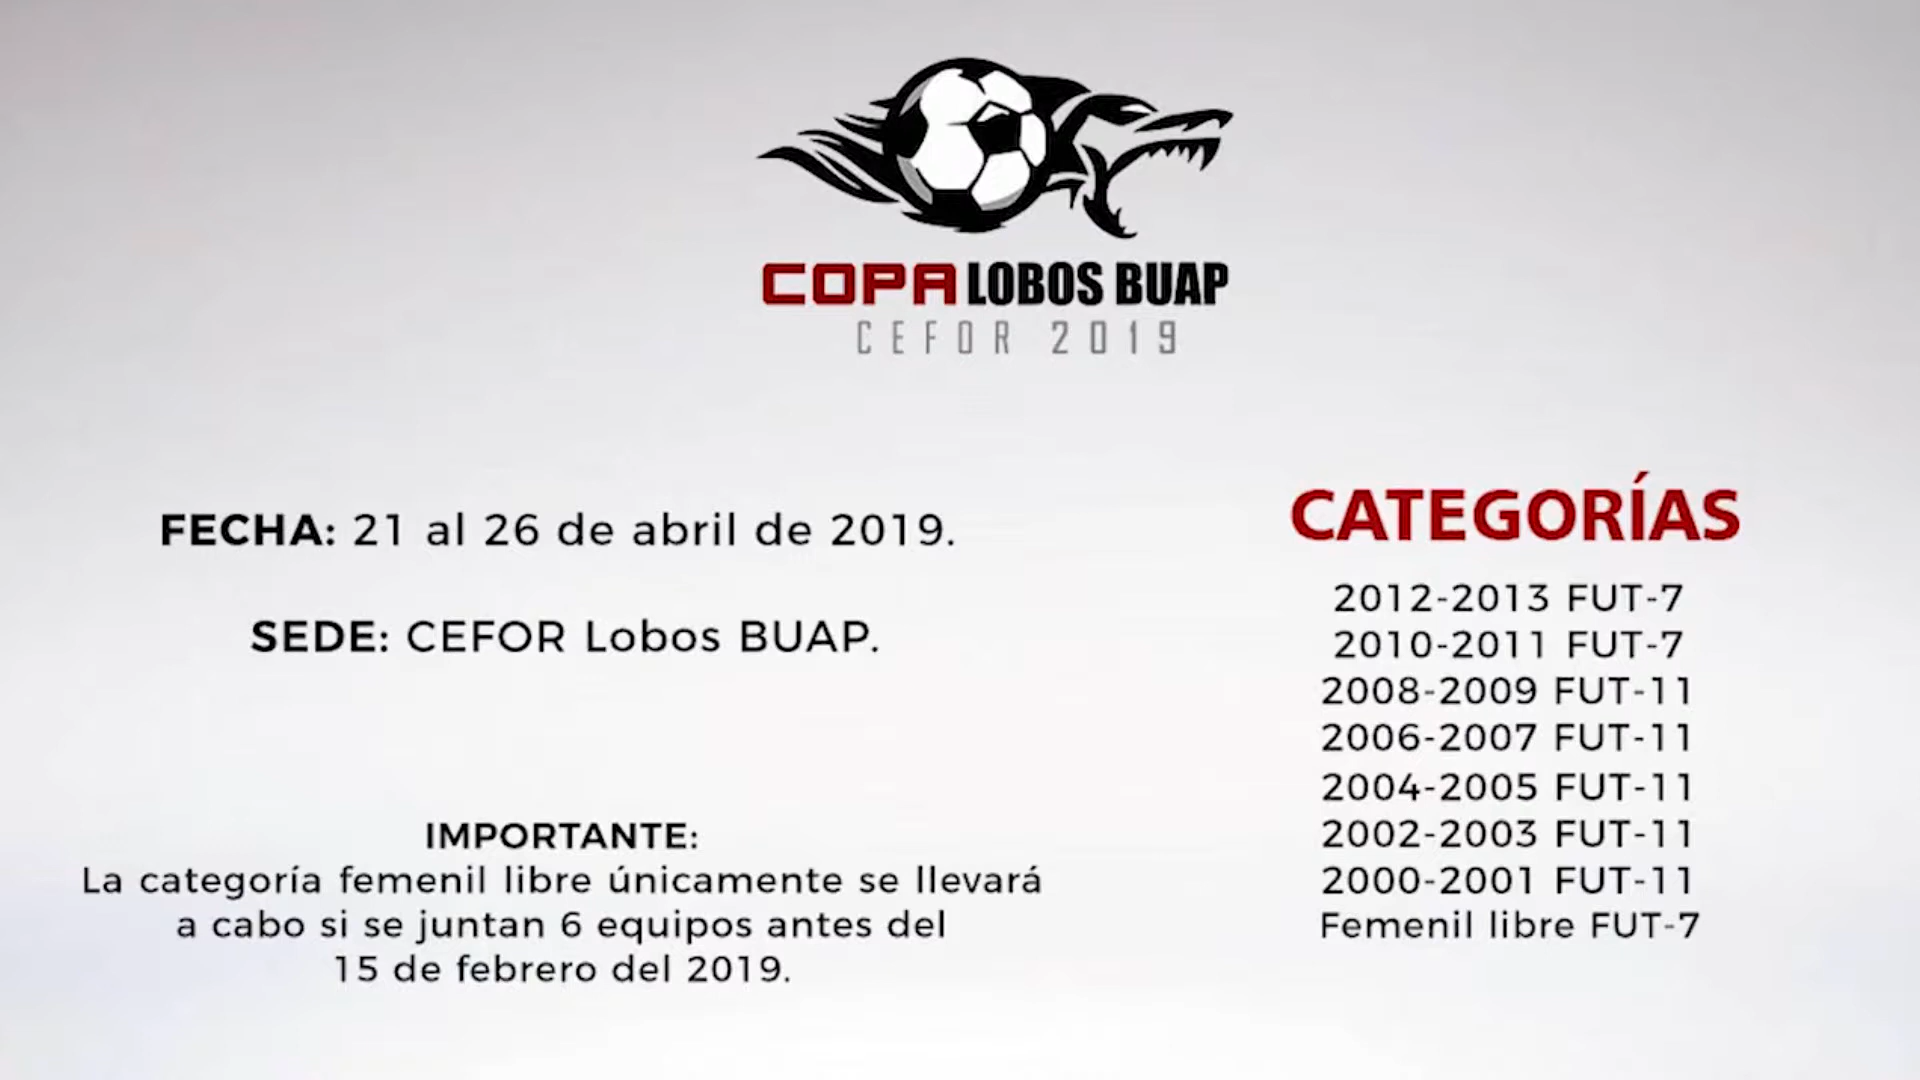 COPA LOBOS BUAP
CEFOR 2019
FECHA: 21 al 26 de abril de 2019.
SEDE: CEFOR Lobos BUAP.
IMPORTANTE:
La categoría femenil libre únicamente se llevará
a cabo si se juntan 6 equipos antes del
15 de febrero del 2019.
CATEGORÍAS
2012-2013 FUT-7
2010-2011 FUT-7
2008-2009 FUT-11
2006-2007 FUT-11
2004-2005 FUT-11
2002-2003 FUT-11
2000-2001 FUT-11
Femenil libre FUT-7